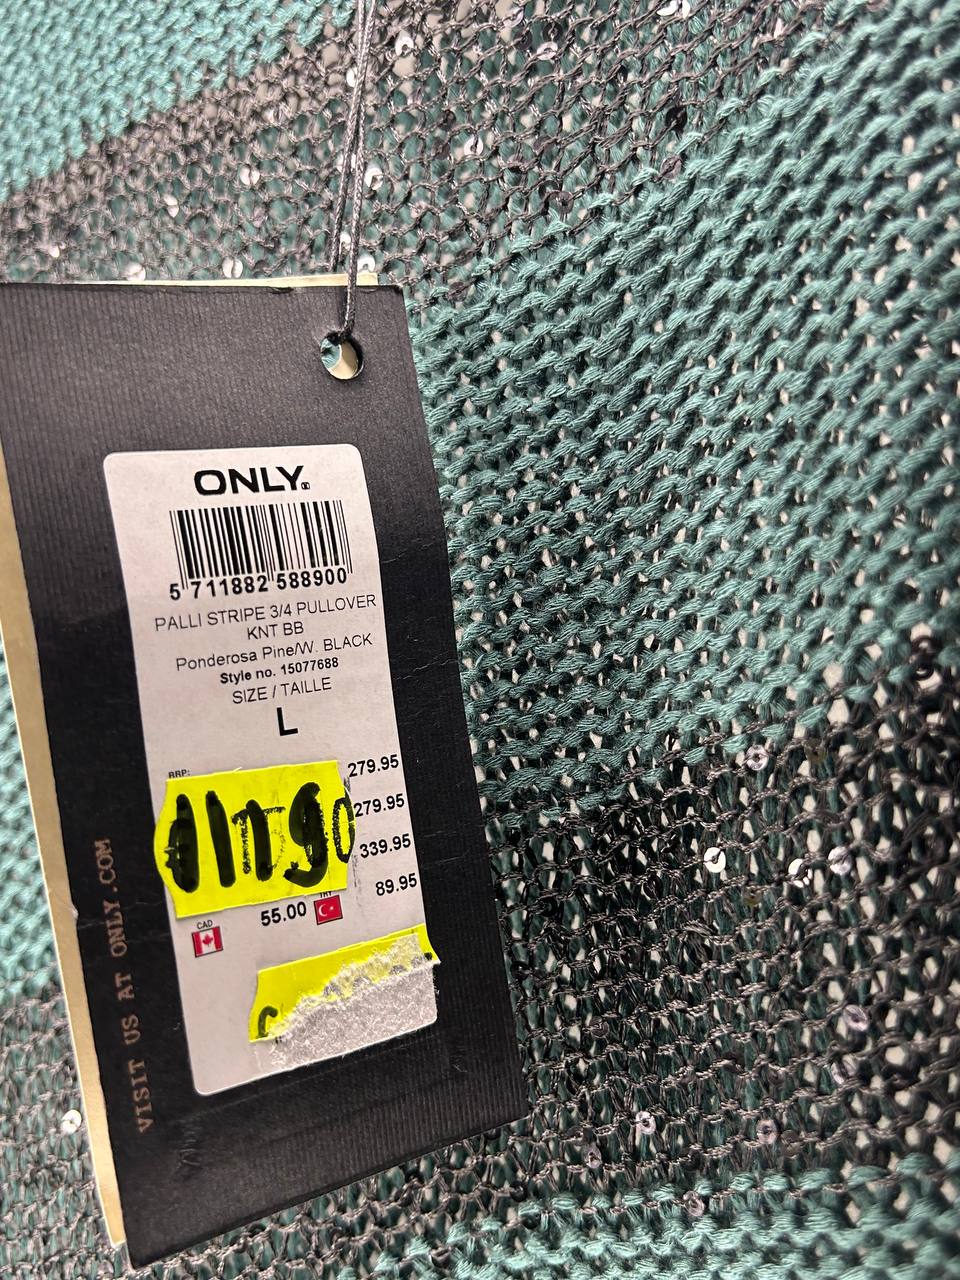 ONLY
5 711882 588900
PALLI STRIPE 3/4 PULLOVER
KNT BB
Ponderosa Pine/W. BLACK
Style no. 15077688
SIZE / TAILLE
L
RRP:
279.95
279.95
339.95
89.95
55.00
TRY
CAD
VISIT US AT ONLY.COM